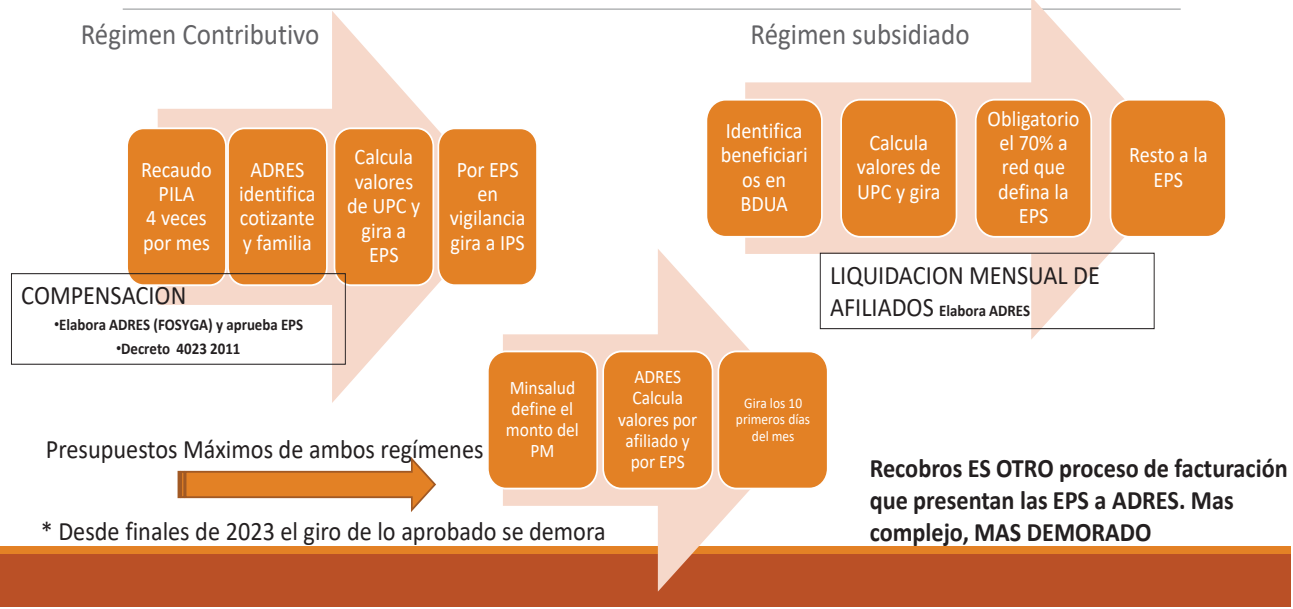 Régimen Contributivo
Recaudo
PILA
4 veces
por mes
ADRES
identifica
cotizante
y familia
Calcula
valores
de UPC y
gira a
EPS
Por EPS
en
vigilancia
gira a IPS
COMPENSACION
•Elabora ADRES (FOSYGA) y aprueba EPS
•Decreto 4023 2011
Régimen subsidiado
Identifica
beneficiari
os en
BDUA
Calcula
valores de
UPC y gira
Obligatorio
el 70% a
red que
defina la
EPS
Resto a la
EPS
LIQUIDACION MENSUAL DE
AFILIADOS Elabora ADRES
Presupuestos Máximos de ambos regímenes
Minsalud
define el
monto del
PM
ADRES
Calcula
valores por
afiliado y
por EPS
Gira los 10
primeros días
del mes
* Desde finales de 2023 el giro de lo aprobado se demora
Recobros ES OTRO proceso de facturación
que presentan las EPS a ADRES. Mas
complejo, MAS DEMORADO